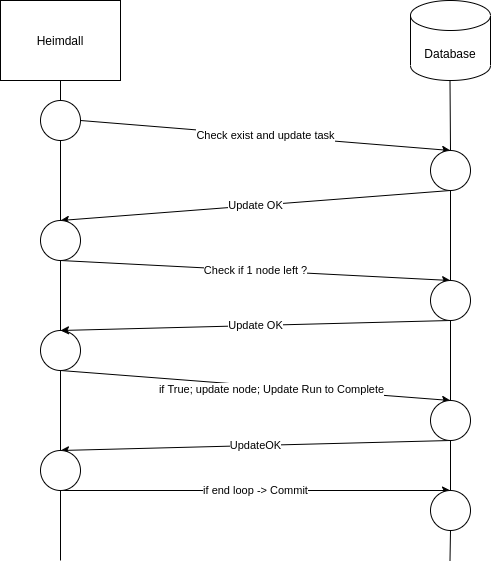 Heimdall
Database
Check exist and update task
Update OK
Check if 1 node left ?
Update OK
if True; update node; Update Run to Complete
UpdateOK
if end loop -> Commit